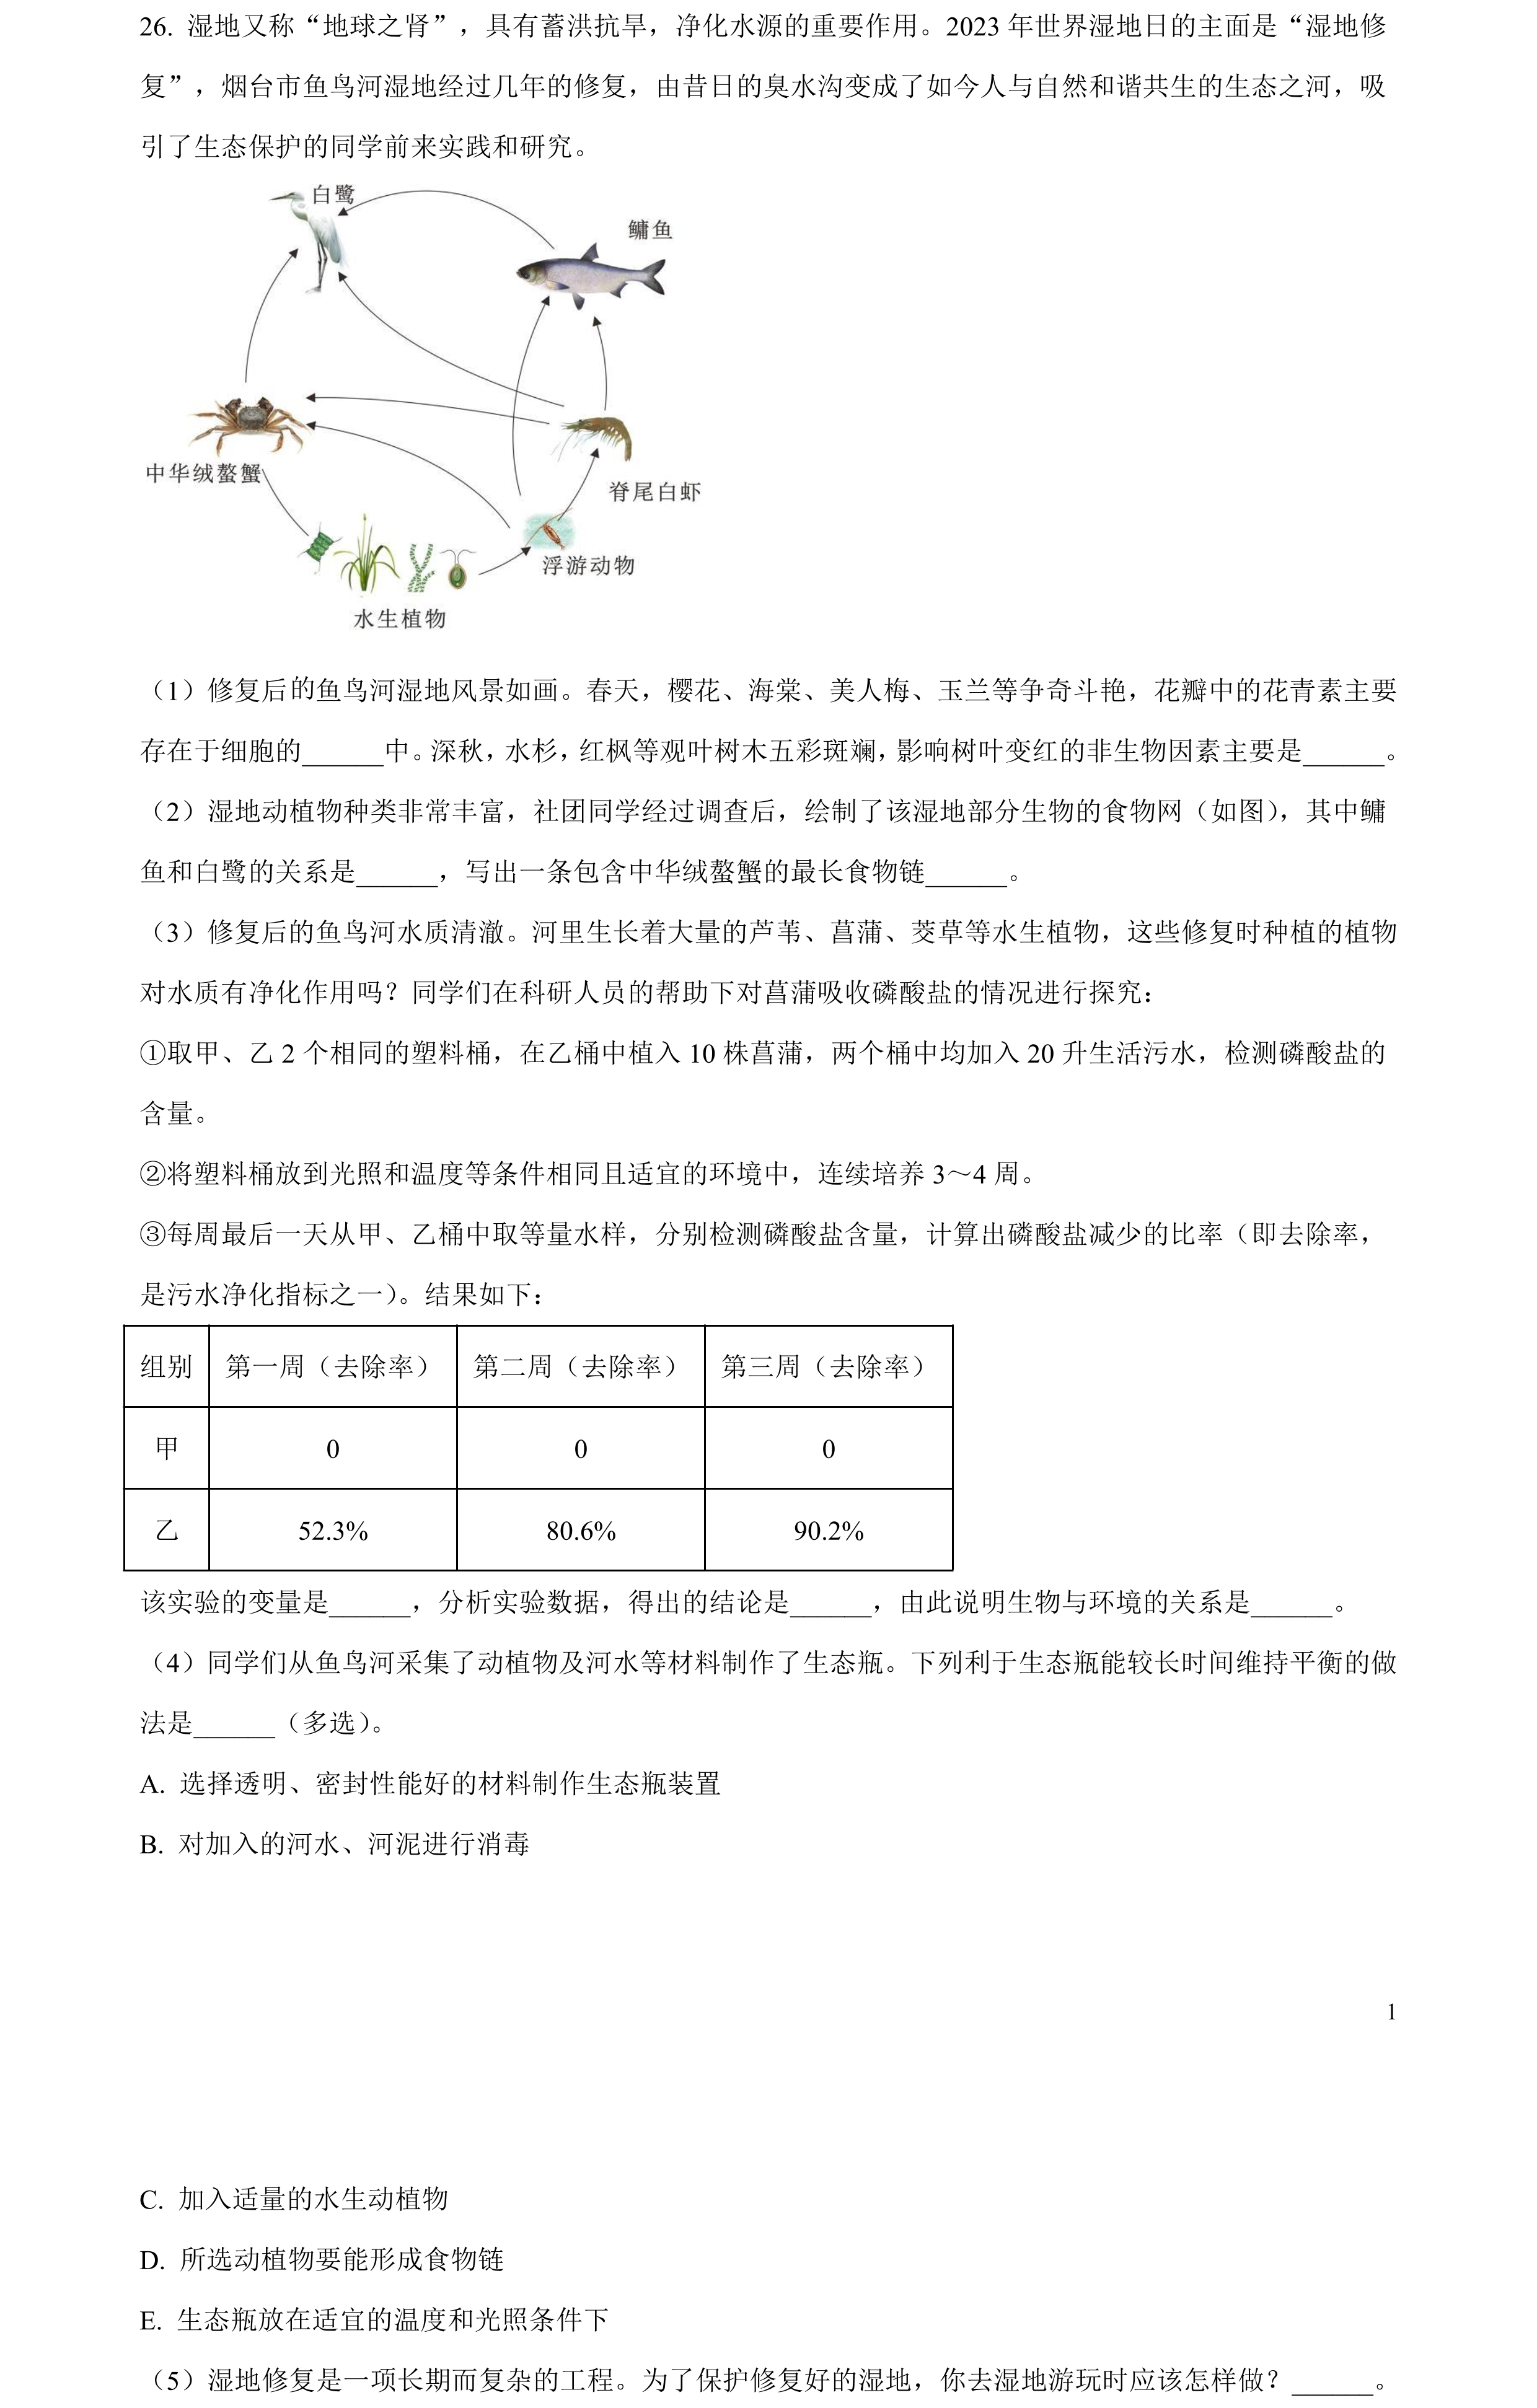 26. 湿地又称“地球之肾”，具有蓄洪抗旱，净化水源的重要作用。2023 年世界湿地日的主面是“湿地修
复”，烟台市鱼鸟河湿地经过几年的修复，由昔日的臭水沟变成了如今人与自然和谐共生的生态之河，吸
引了生态保护的同学前来实践和研究。
白鹭
鳙鱼
中华绒螯蟹
脊尾白虾
浮游动物
水生植物
（1）修复后的鱼鸟河湿地风景如画。春天，樱花、海棠、美人梅、玉兰等争奇斗艳，花瓣中的花青素主要
存在于细胞的______中。深秋，水杉，红枫等观叶树木五彩斑斓，影响树叶变红的非生物因素主要是______。
（2）湿地动植物种类非常丰富，社团同学经过调查后，绘制了该湿地部分生物的食物网（如图），其中鳙
鱼和白鹭的关系是______，写出一条包含中华绒螯蟹的最长食物链______。
（3）修复后的鱼鸟河水质清澈。河里生长着大量的芦苇、菖蒲、茭草等水生植物，这些修复时种植的植物
对水质有净化作用吗？同学们在科研人员的帮助下对菖蒲吸收磷酸盐的情况进行探究：
①取甲、乙 2 个相同的塑料桶，在乙桶中植入 10 株菖蒲，两个桶中均加入 20 升生活污水，检测磷酸盐的
含量。
②将塑料桶放到光照和温度等条件相同且适宜的环境中，连续培养 3～4 周。
③每周最后一天从甲、乙桶中取等量水样，分别检测磷酸盐含量，计算出磷酸盐减少的比率（即去除率，
是污水净化指标之一）。结果如下：
组别 第一周（去除率） 第二周（去除率） 第三周（去除率）
甲 0 0 0
乙 52.3% 80.6% 90.2%
该实验的变量是______，分析实验数据，得出的结论是______，由此说明生物与环境的关系是______。
（4）同学们从鱼鸟河采集了动植物及河水等材料制作了生态瓶。下列利于生态瓶能较长时间维持平衡的做
法是______（多选）。
A. 选择透明、密封性能好的材料制作生态瓶装置
B. 对加入的河水、河泥进行消毒
1
C. 加入适量的水生动植物
D. 所选动植物要能形成食物链
E. 生态瓶放在适宜的温度和光照条件下
（5）湿地修复是一项长期而复杂的工程。为了保护修复好的湿地，你去湿地游玩时应该怎样做？______。